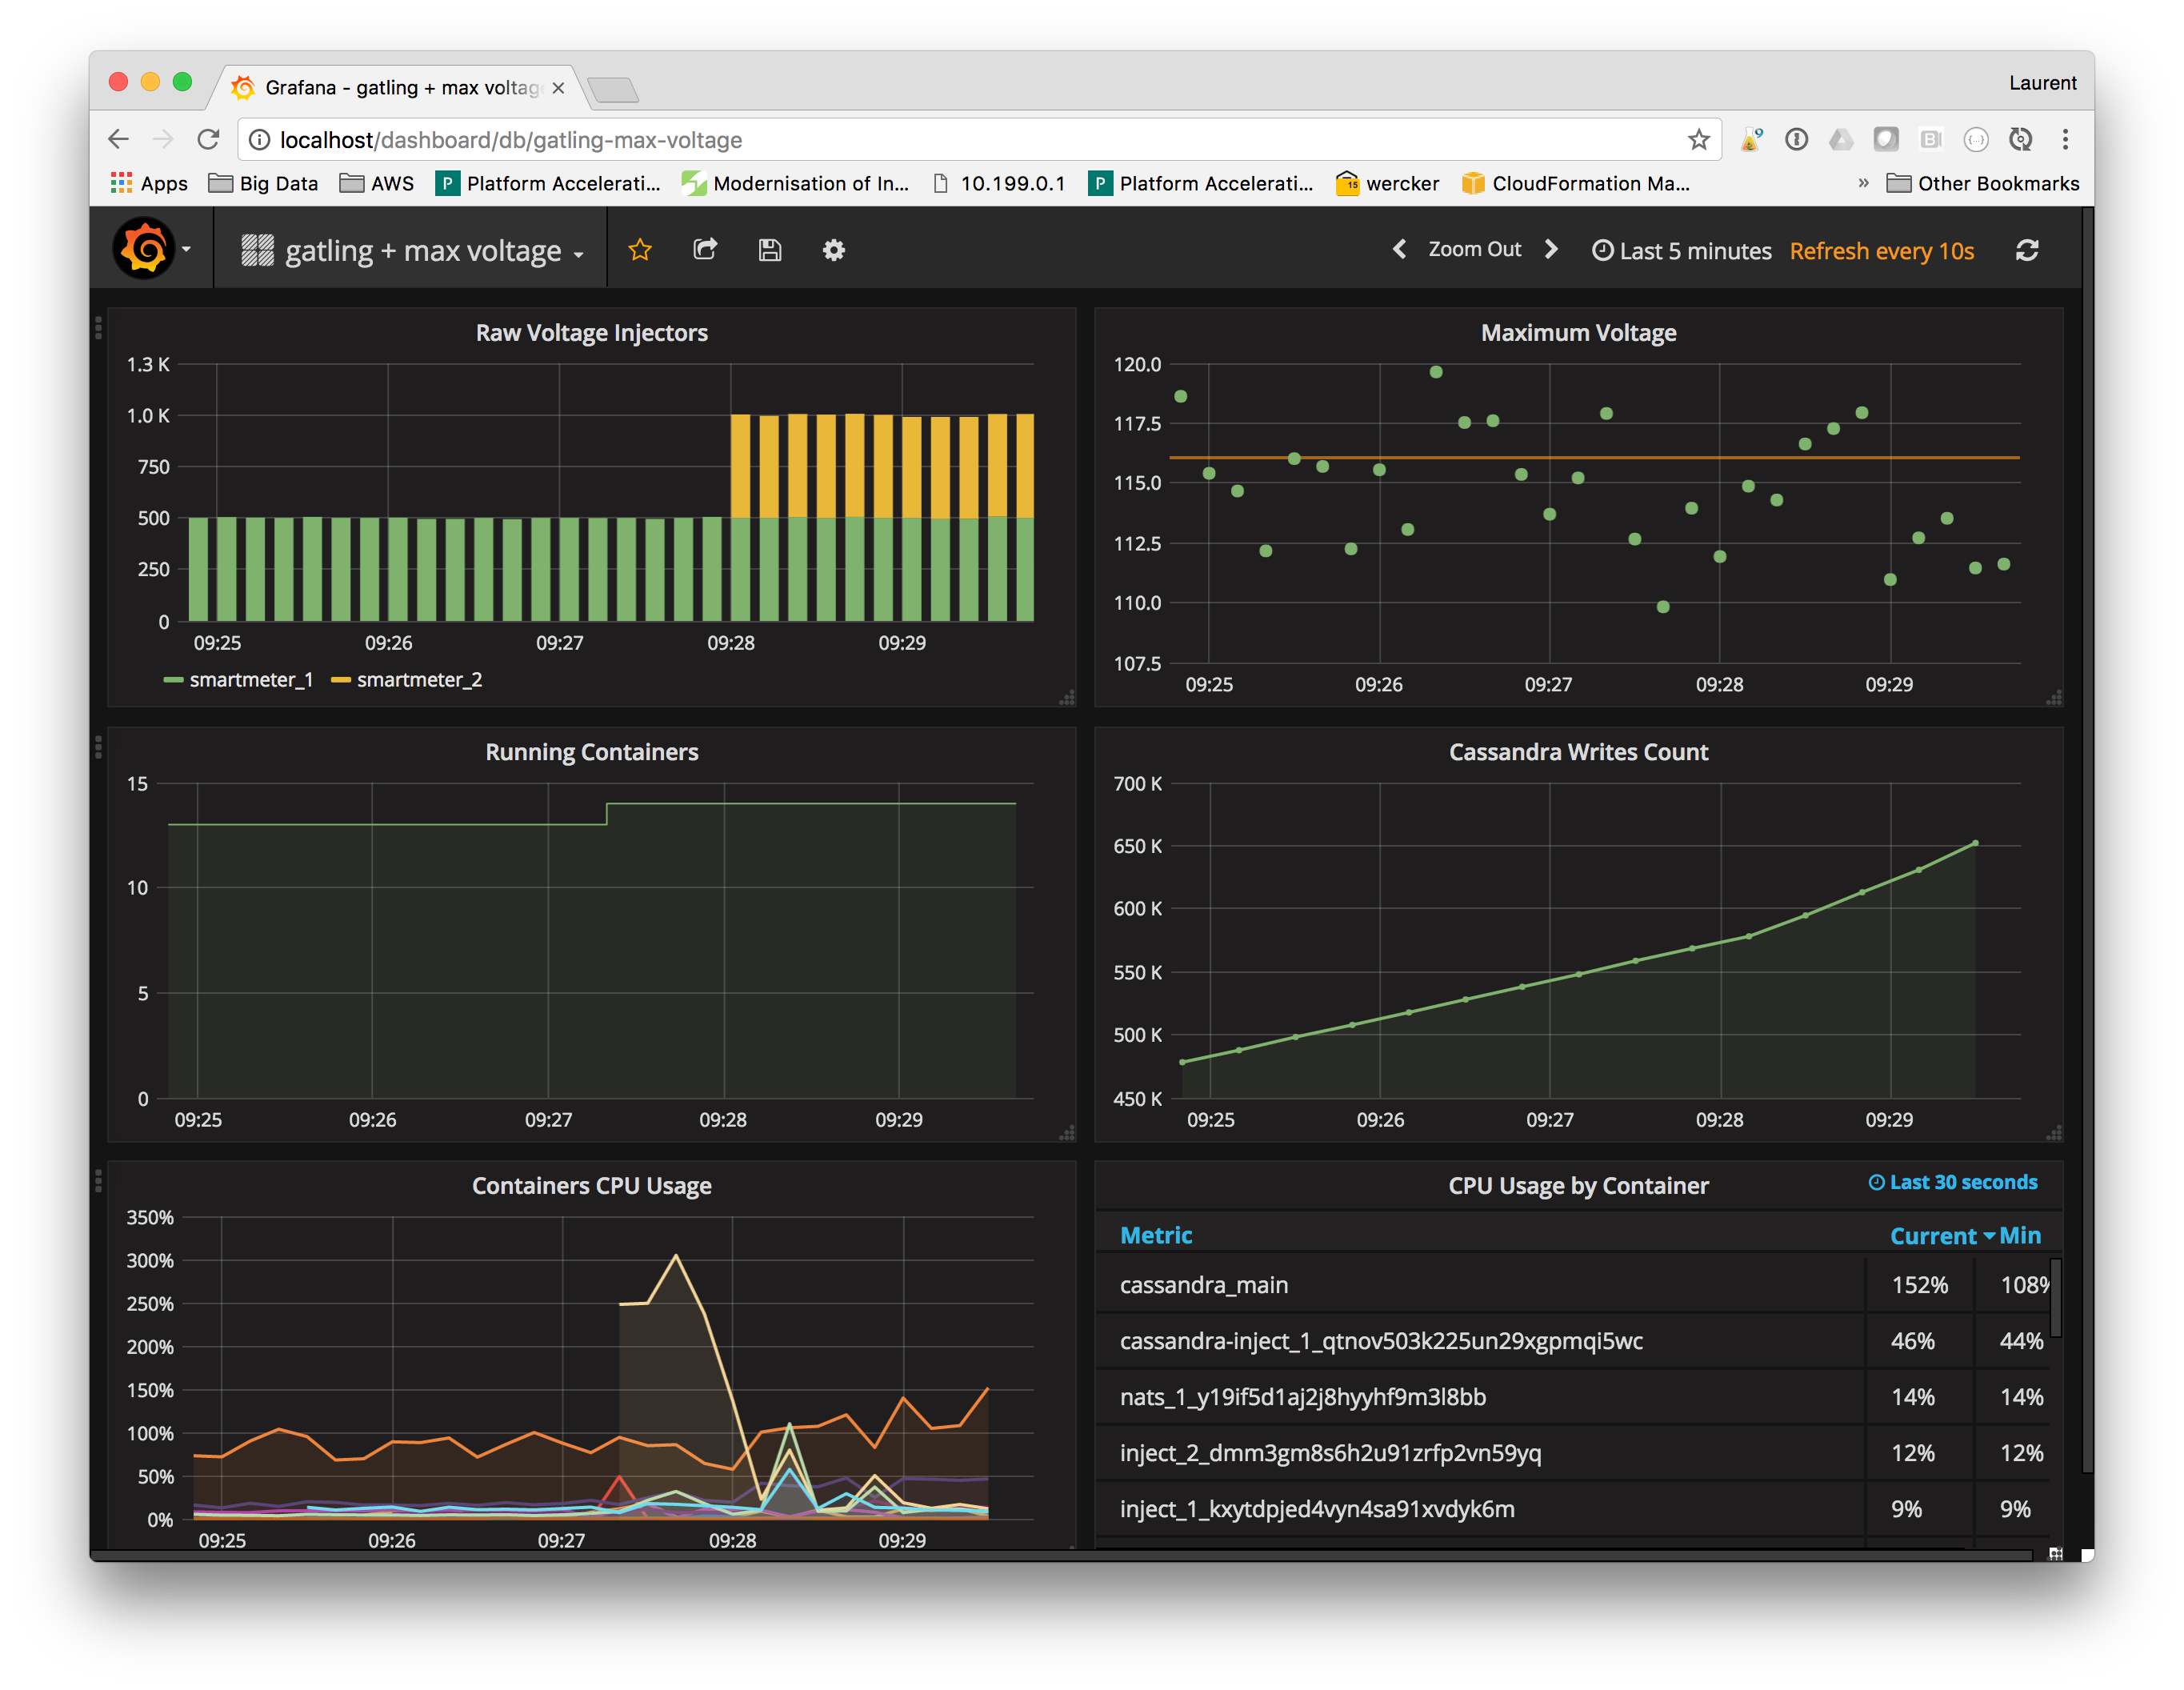 Grafana - gatling + max voltag
Laurent
localhost/dashboard/db/gatling-max-voltage
Apps Big Data AWS Platform Accelerati... Modernisation of In... 10.199.0.1 Platform Accelerati... 15 wercker CloudFormation Ma... » Other Bookmarks
gatling + max voltage Zoom Out Last 5 minutes Refresh every 10s
Raw Voltage Injectors
1.3 K
1.0 K
750
500
250
0
09:25 09:26 09:27 09:28 09:29
smartmeter_1 smartmeter_2
Maximum Voltage
120.0
117.5
115.0
112.5
110.0
107.5
09:25 09:26 09:27 09:28 09:29
Running Containers
15
10
5
0
09:25 09:26 09:27 09:28 09:29
Cassandra Writes Count
700 K
650 K
600 K
550 K
500 K
450 K
09:25 09:26 09:27 09:28 09:29
Containers CPU Usage
350%
300%
250%
200%
150%
100%
50%
0%
09:25 09:26 09:27 09:28 09:29
CPU Usage by Container Last 30 seconds
Metric Current Min
cassandra_main 152% 108%
cassandra-inject_1_qtnov503k225un29xgpmqi5wc 46% 44%
nats_1_y19if5d1aj2j8hyyhf9m3l8bb 14% 14%
inject_2_dmm3gm8s6h2u91zrfp2vn59yq 12% 12%
inject_1_kxytdpjed4vyn4sa91xvdyk6m 9% 9%